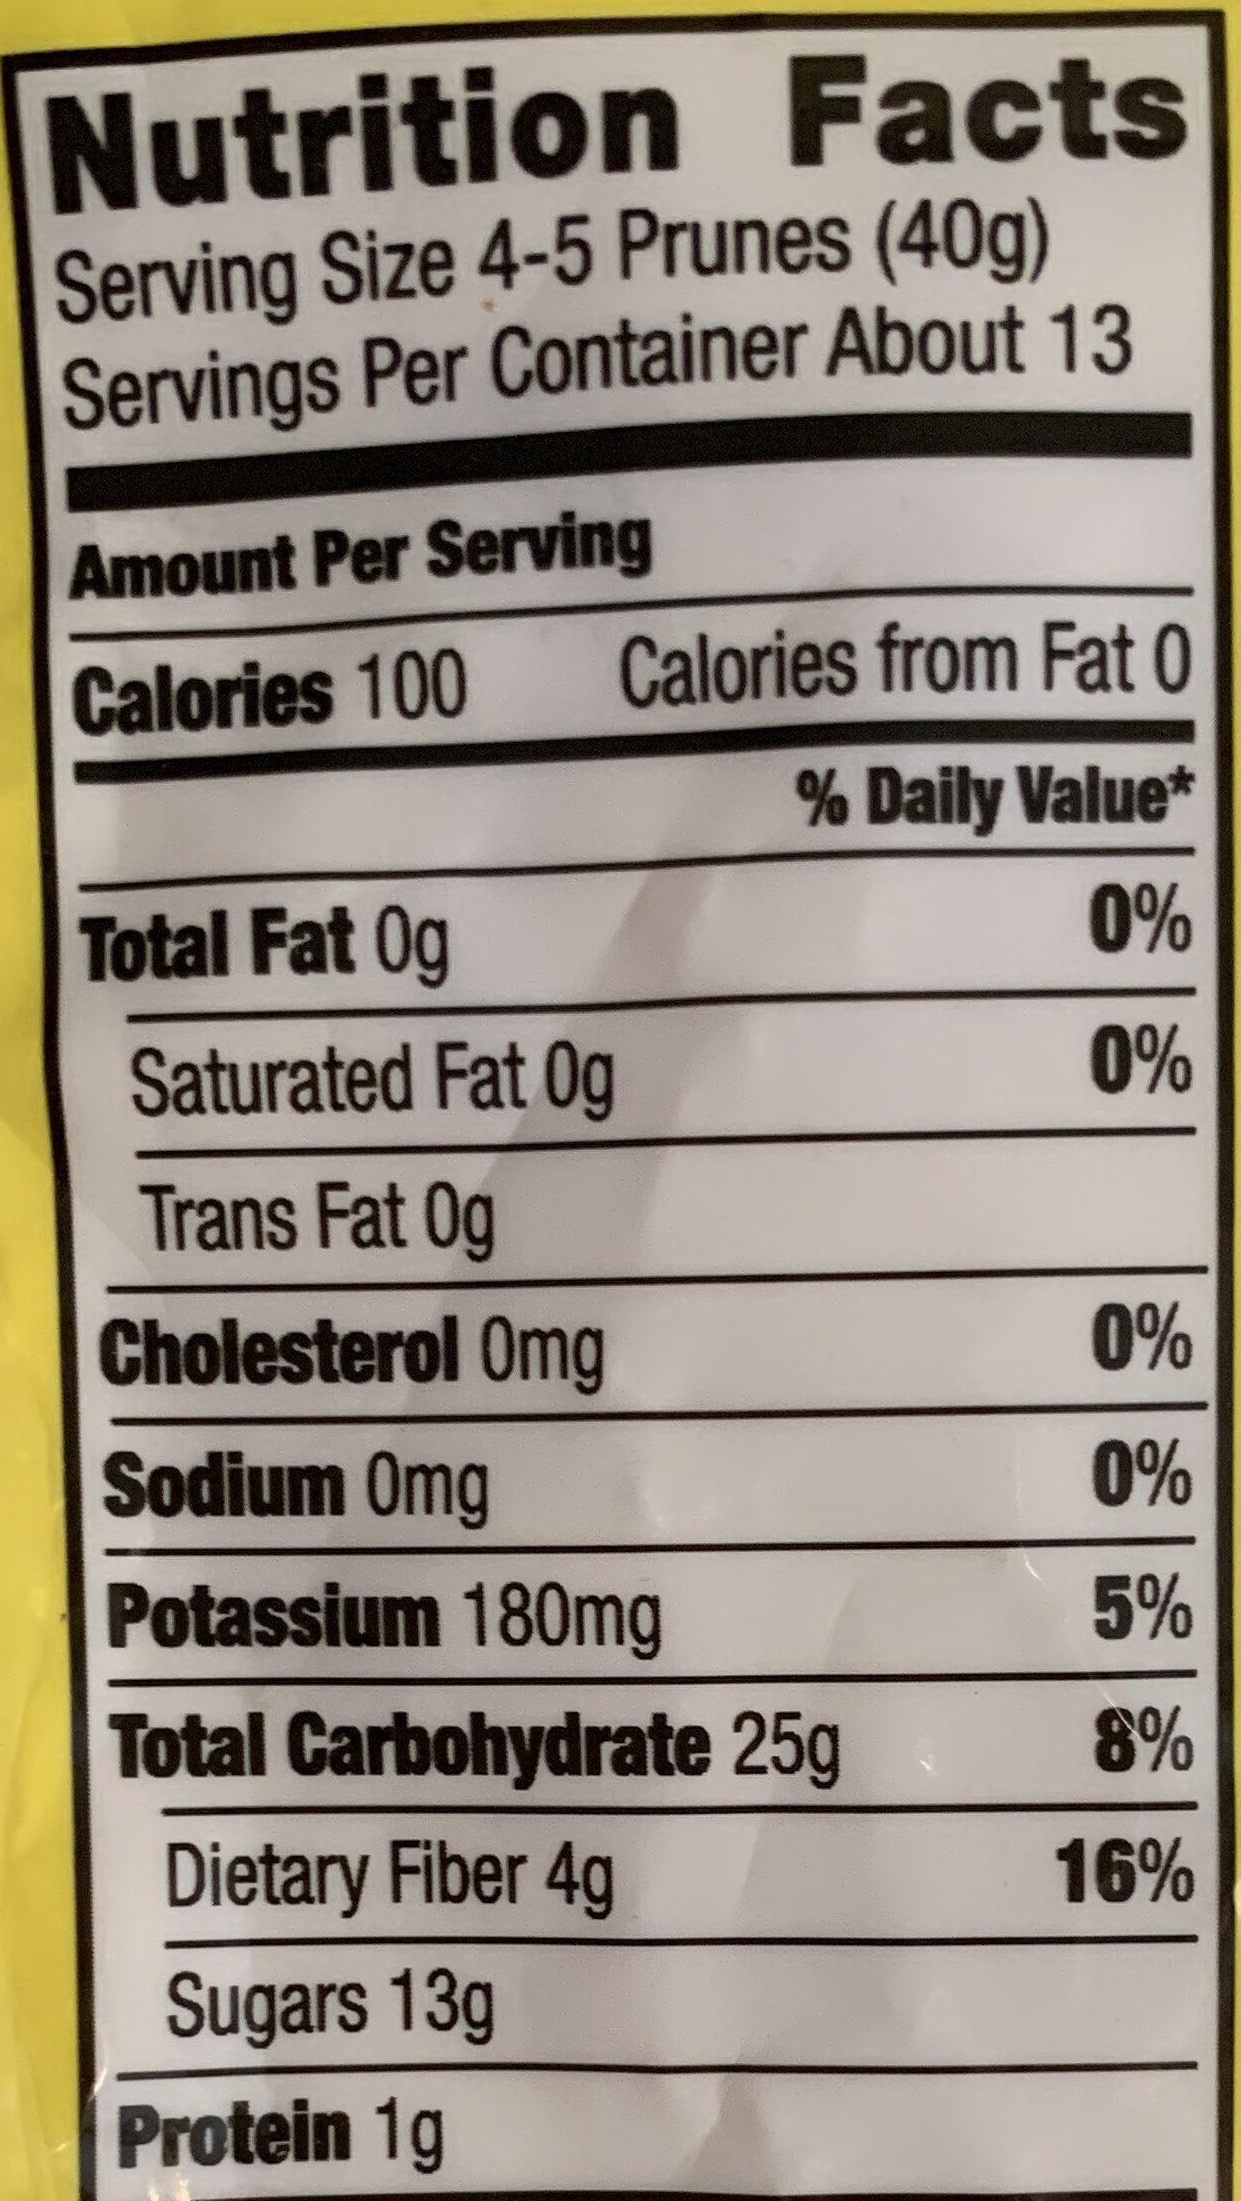 Nutrition Facts
Serving Size 4-5 Prunes (40g)
Servings Per Container About 13
Amount Per Serving
Calories 100 Calories from Fat 0
% Daily Value*
Total Fat 0g 0%
Saturated Fat 0g 0%
Trans Fat 0g
Cholesterol 0mg 0%
Sodium 0mg 0%
Potassium 180mg 5%
Total Carbohydrate 25g 8%
Dietary Fiber 4g 16%
Sugars 13g
Protein 1g